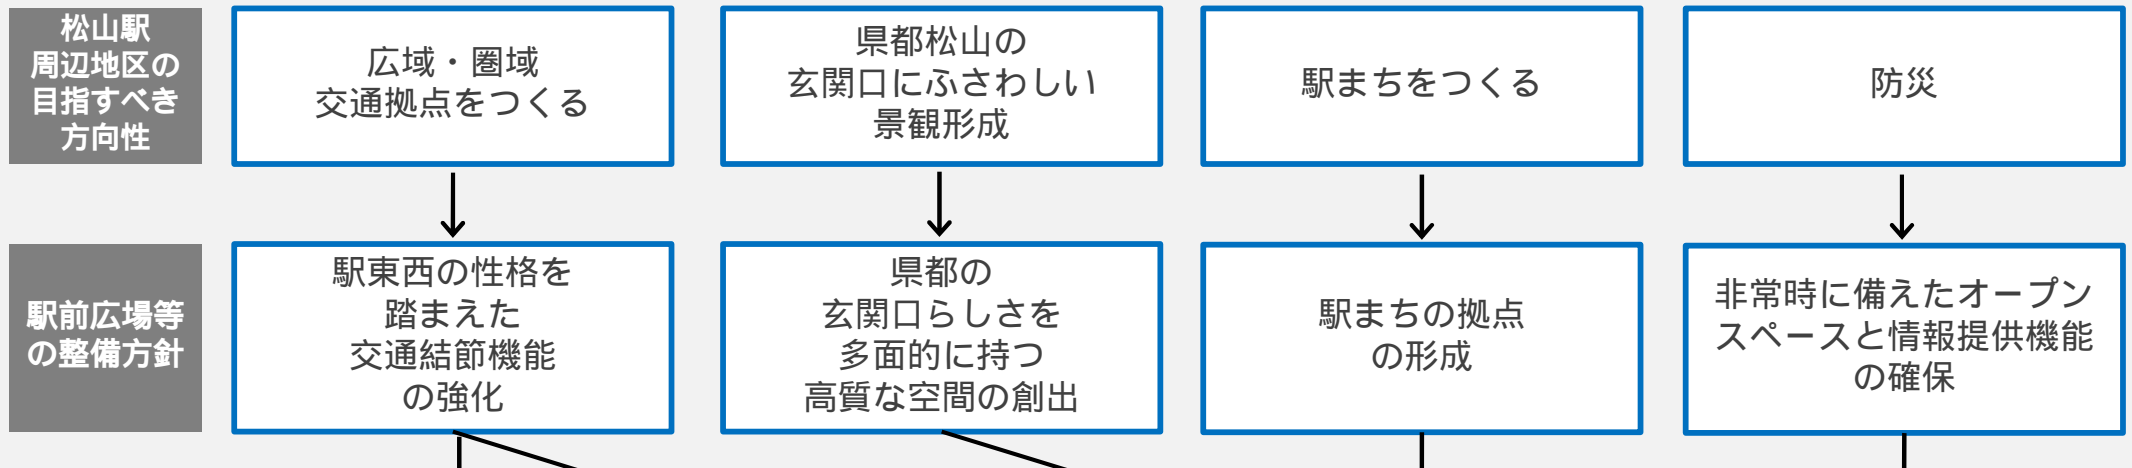 松山駅
周辺地区の
目指すべき
方向性
広域・圏域
交通拠点をつくる
県都松山の
玄関口にふさわしい
景観形成
駅まちをつくる
防災
駅前広場等
の整備方針
駅東西の性格を
踏まえた
交通結節機能
の強化
県都の
玄関口らしさを
多面的に持つ
高質な空間の創出
駅まちの拠点
の形成
非常時に備えたオープン
スペースと情報提供機能
の確保